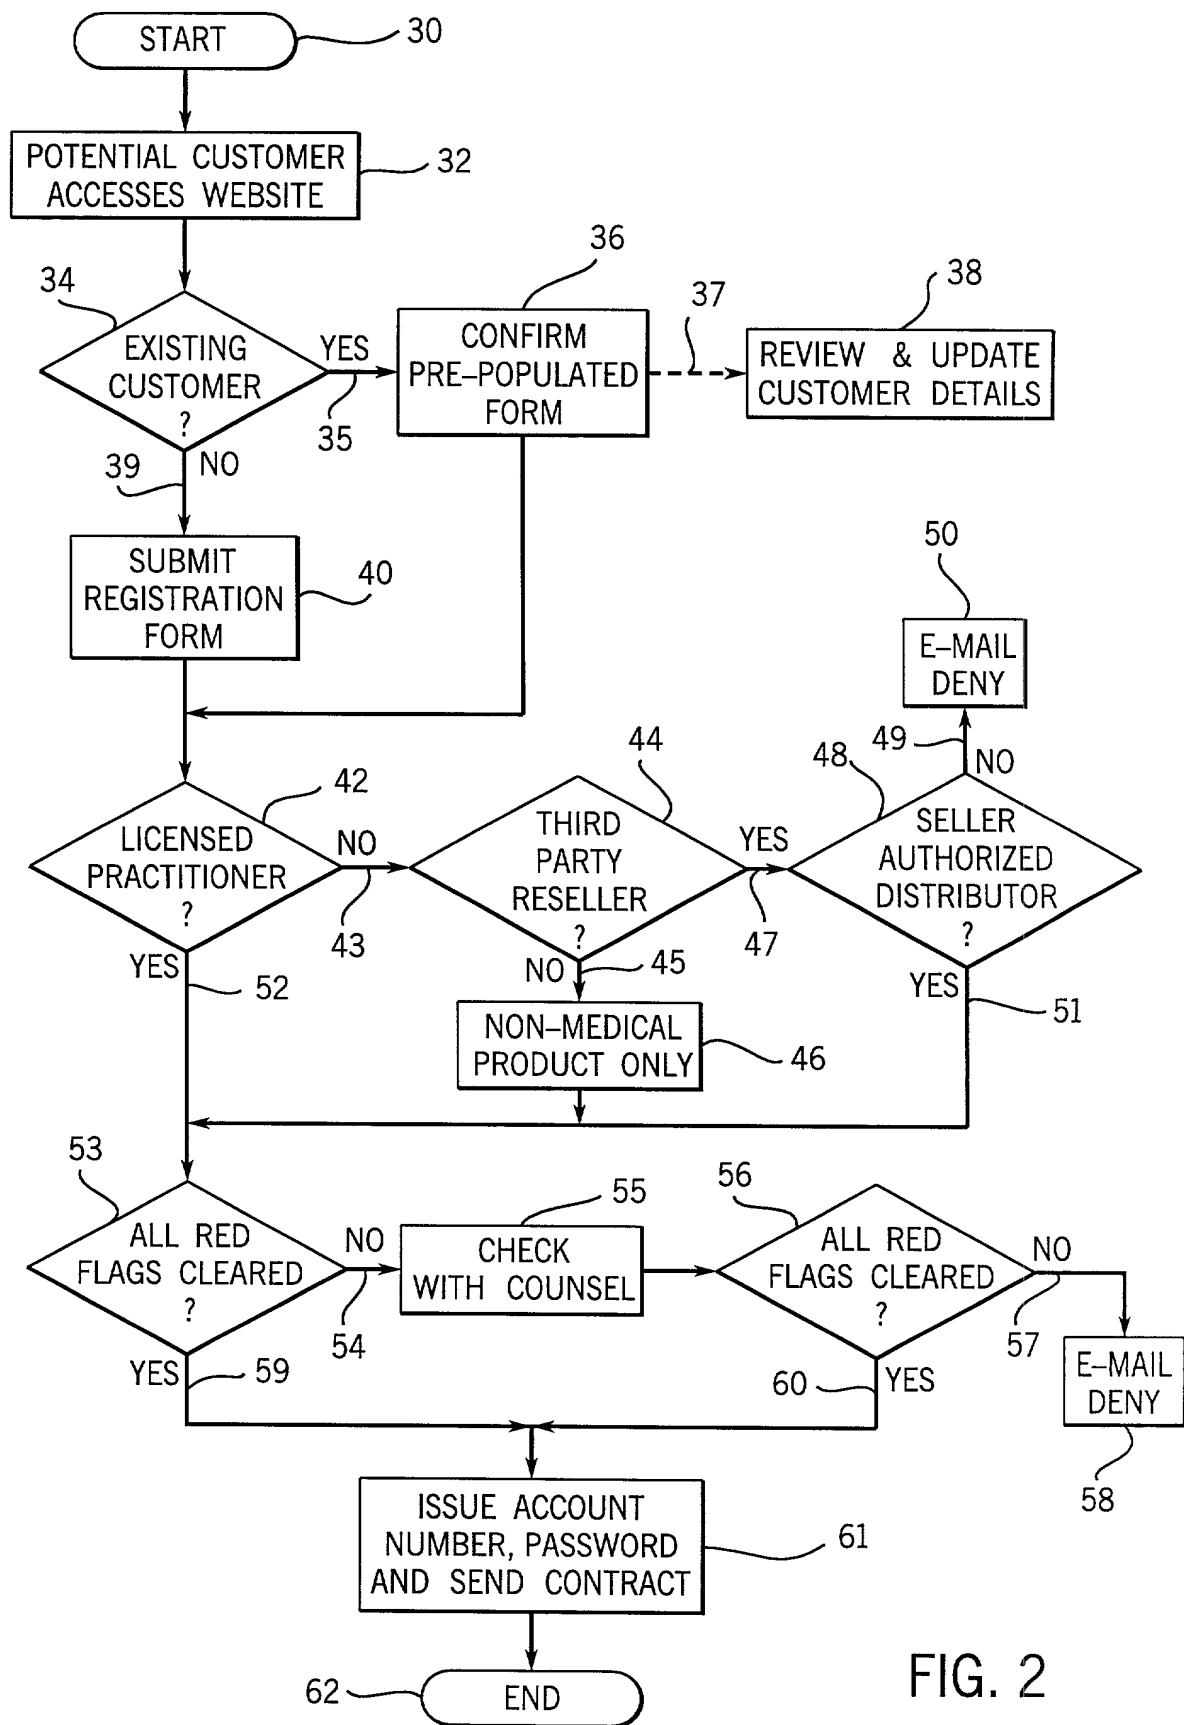 START
30
POTENTIAL CUSTOMER
ACCESSES WEBSITE
32
34
EXISTING
CUSTOMER
?
YES
35
36
CONFIRM
PRE–POPULATED
FORM
37
38
REVIEW & UPDATE
CUSTOMER DETAILS
39
NO
SUBMIT
REGISTRATION
FORM
40
50
E–MAIL
DENY
49
NO
42
LICENSED
PRACTITIONER
?
NO
43
44
THIRD
PARTY
RESELLER
?
YES
47
48
SELLER
AUTHORIZED
DISTRIBUTOR
?
YES
52
NO
45
YES
51
NON–MEDICAL
PRODUCT ONLY
46
53
ALL RED
FLAGS CLEARED
?
NO
54
55
CHECK
WITH COUNSEL
56
ALL RED
FLAGS CLEARED
?
NO
57
E–MAIL
DENY
58
YES
59
60
YES
ISSUE ACCOUNT
NUMBER, PASSWORD
AND SEND CONTRACT
61
62
END
FIG. 2